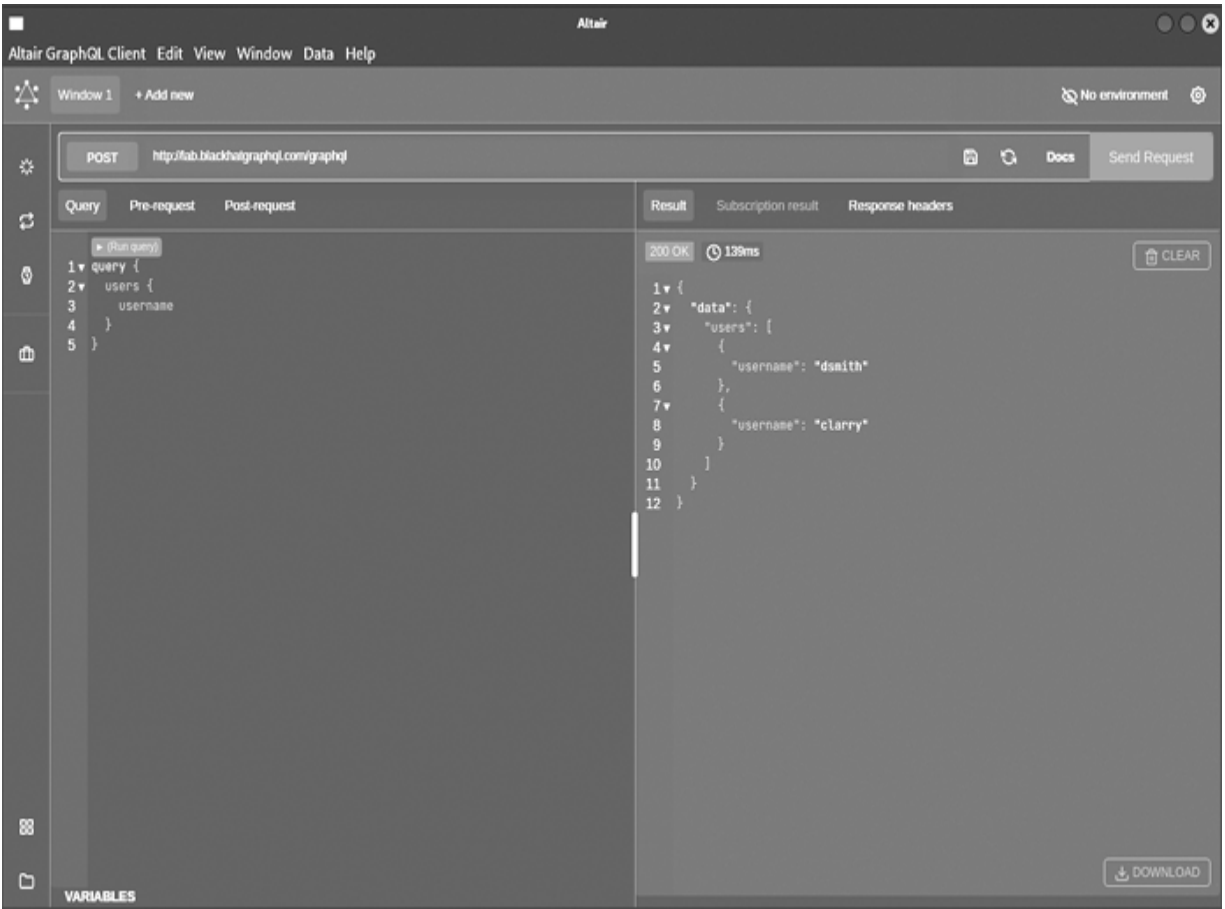 Altair
Altair GraphQL Client Edit View Window Data Help
Window 1 + Add new No environment
POST http://lab.blackhatgraphql.com/graphql Docs Send Request
Query Pre-request Post-request
Result Subscription result Response headers
▸ (Run query)
1▾ query {
2▾ users {
3 username
4 }
5 }
200 OK 139ms CLEAR
1▾ {
2▾ "data": {
3▾ "users": [
4▾ {
5 "username": "dsmith"
6 },
7▾ {
8 "username": "clarry"
9 }
10 ]
11 }
12 }
DOWNLOAD
VARIABLES